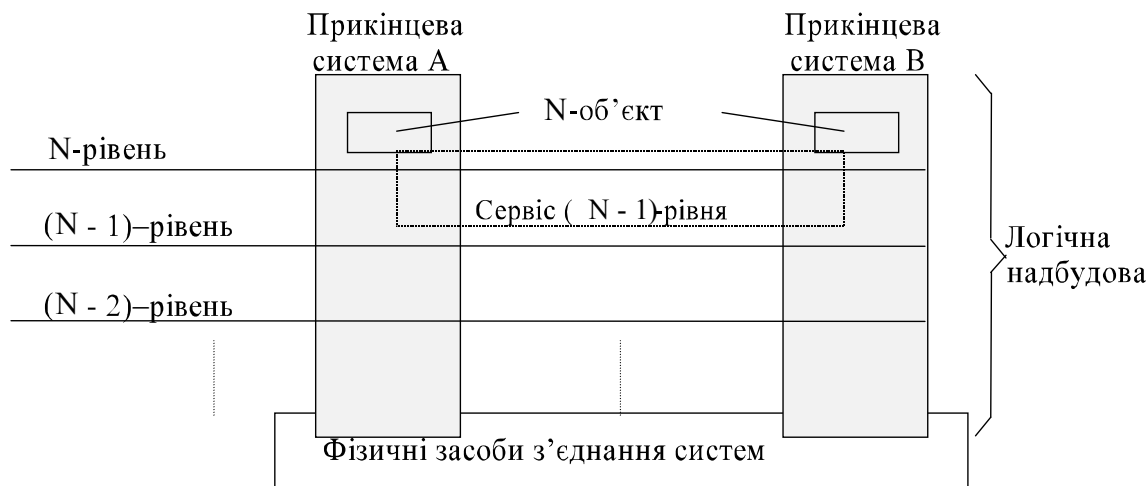 Прикінцева
система А
Прикінцева
система В
N-об’єкт
N-рівень
Сервіс ( N - 1)-рівня
(N - 1)–рівень
Логічна
надбудова
(N - 2)–рівень
Фізичні засоби з’єднання систем